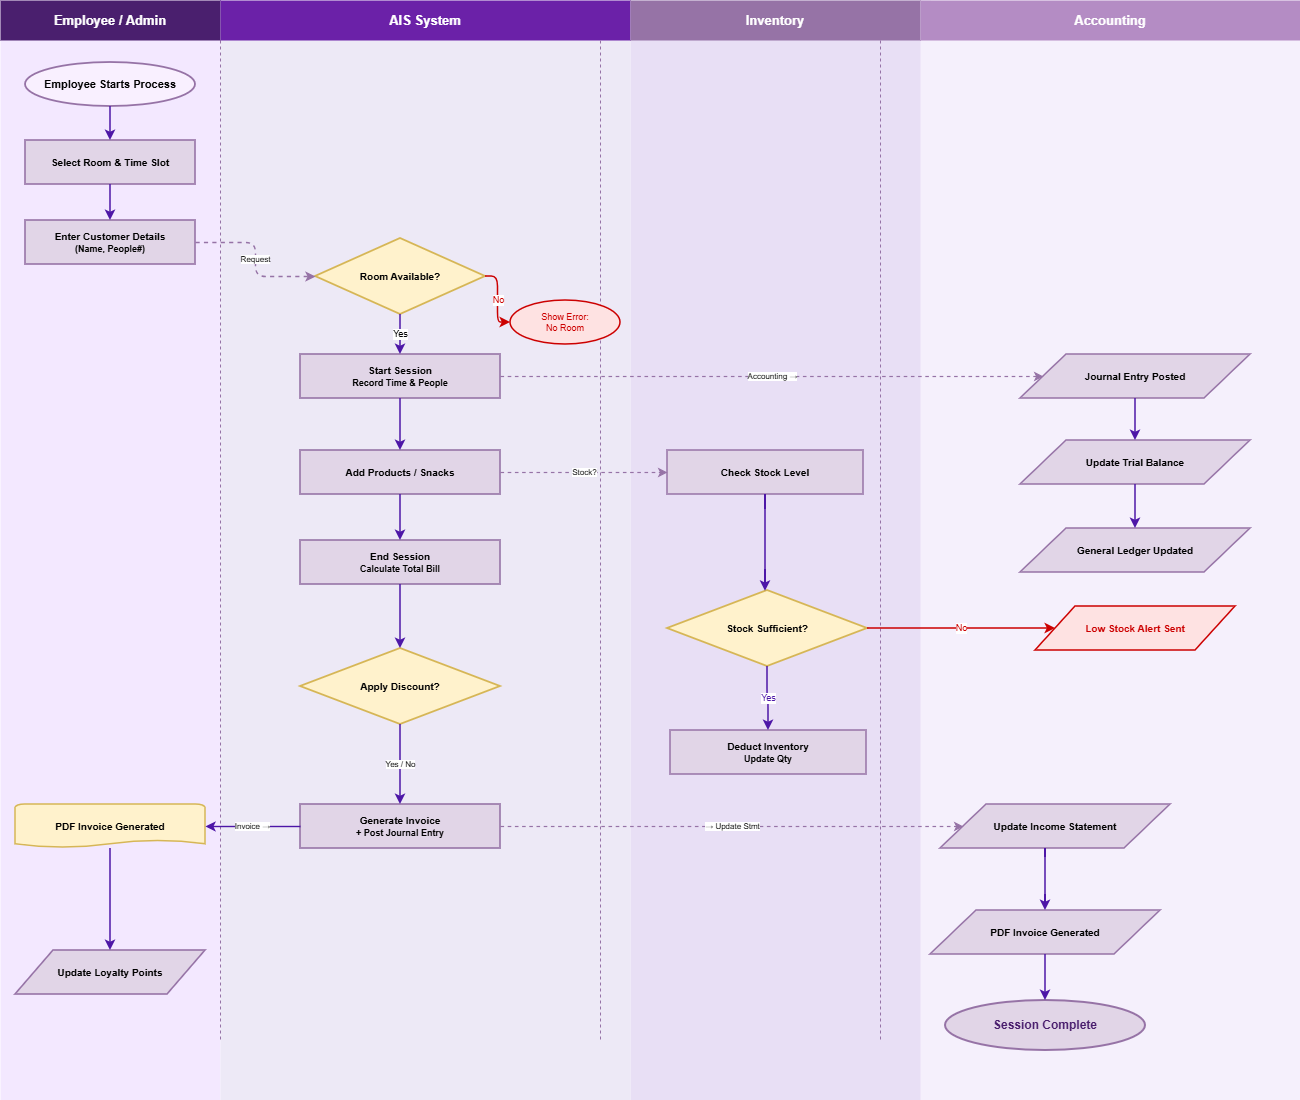 Employee / Admin
AIS System
Inventory
Accounting
Employee Starts Process
Select Room & Time Slot
Enter Customer Details
(Name, People#)
Request
Room Available?
No
Show Error:
No Room
Yes
Start Session
Record Time & People
Accounting →
Journal Entry Posted
Update Trial Balance
Add Products / Snacks
Stock?
Check Stock Level
End Session
Calculate Total Bill
General Ledger Updated
Stock Sufficient?
No
Low Stock Alert Sent
Apply Discount?
Yes
Deduct Inventory
Update Qty
Yes / No
PDF Invoice Generated
Invoice →
Generate Invoice
+ Post Journal Entry
→ Update Stmt
Update Income Statement
PDF Invoice Generated
Update Loyalty Points
Session Complete